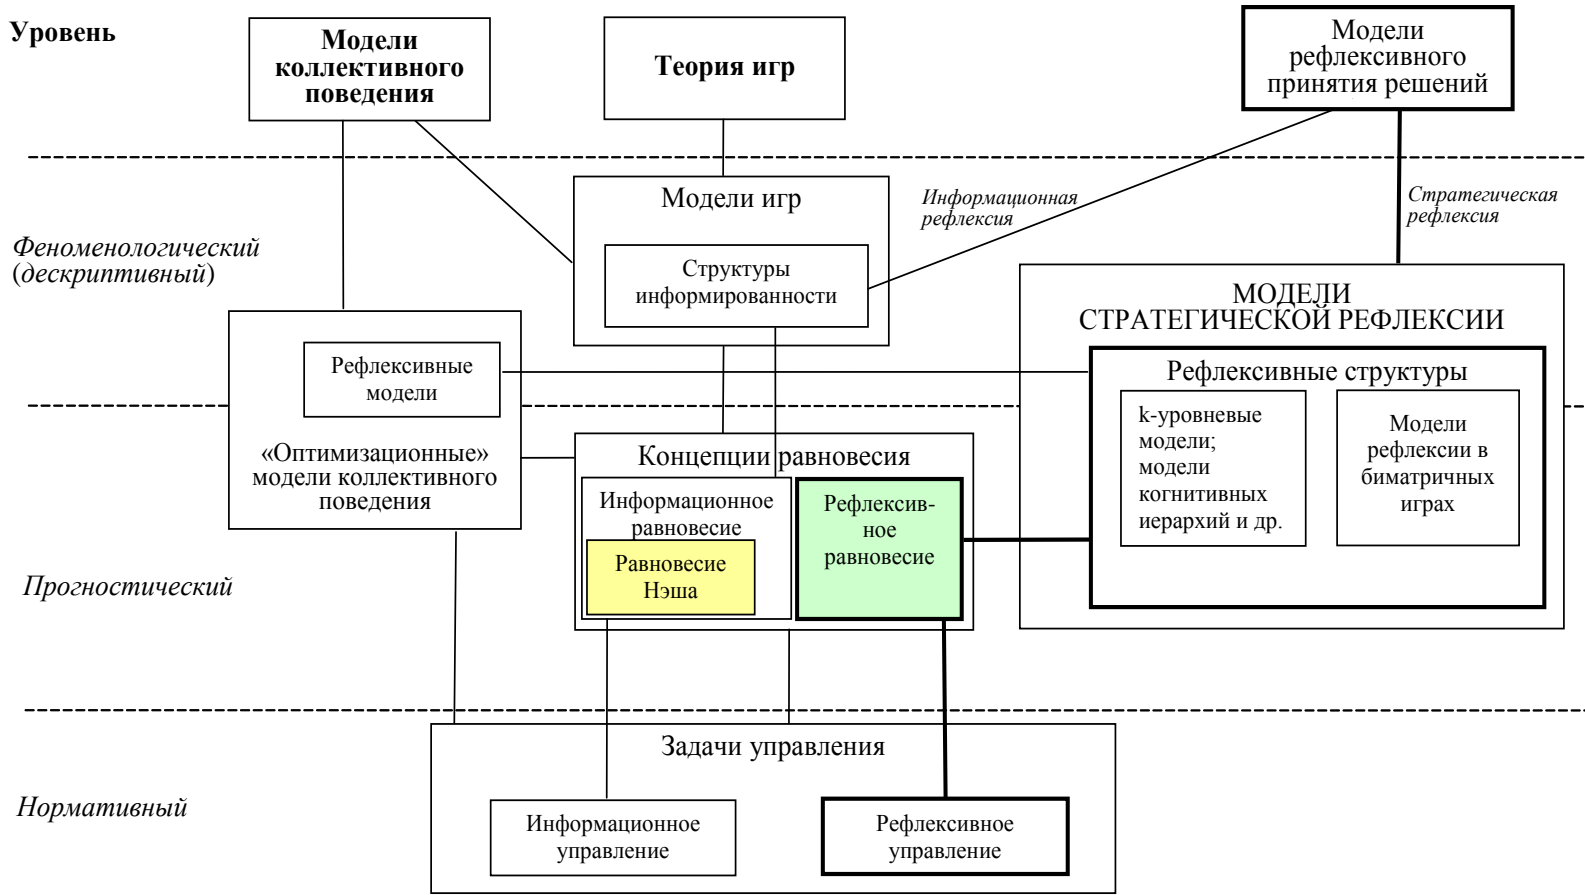 Уровень
Модели
коллективного
поведения
Теория игр
Модели
рефлексивного
принятия решений
Феноменологический
(дескриптивный)
Модели игр
Структуры
информированности
Информационная
рефлексия
Стратегическая
рефлексия
МОДЕЛИ
СТРАТЕГИЧЕСКОЙ РЕФЛЕКСИИ
Рефлексивные
модели
«Оптимизационные»
модели коллективного
поведения
Рефлексивные структуры
k-уровневые
модели;
модели
когнитивных
иерархий и др.
Модели
рефлексии в
биматричных
играх
Прогностический
Концепции равновесия
Информационное
равновесие
Равновесие
Нэша
Рефлексив-
ное
равновесие
Нормативный
Задачи управления
Информационное
управление
Рефлексивное
управление